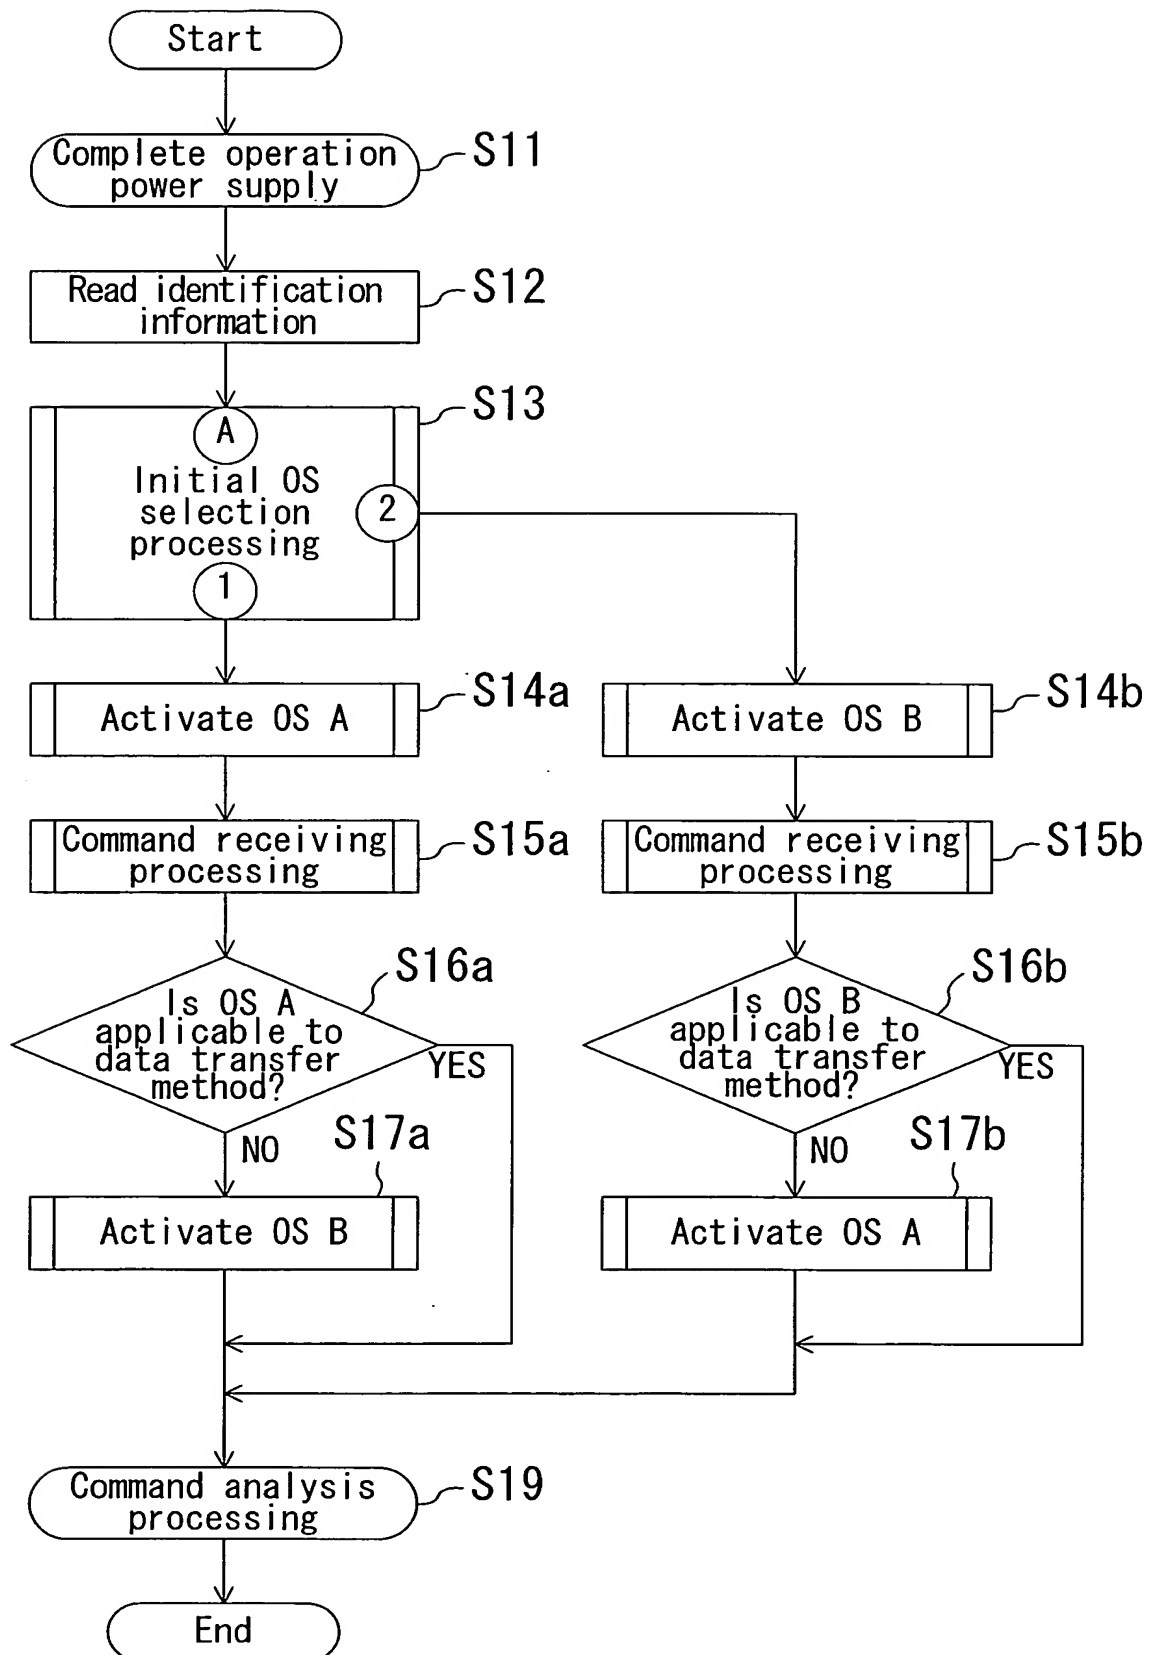 Start
Complete operation
power supply
S11
Read identification
information
S12
S13
A
Initial OS
selection
processing
2
1
Activate OS A
S14a
Activate OS B
S14b
Command receiving
processing
S15a
Command receiving
processing
S15b
S16a
Is OS A
applicable to
data transfer
method?
YES
NO
S16b
Is OS B
applicable to
data transfer
method?
YES
NO
S17a
Activate OS B
S17b
Activate OS A
Command analysis
processing
S19
End